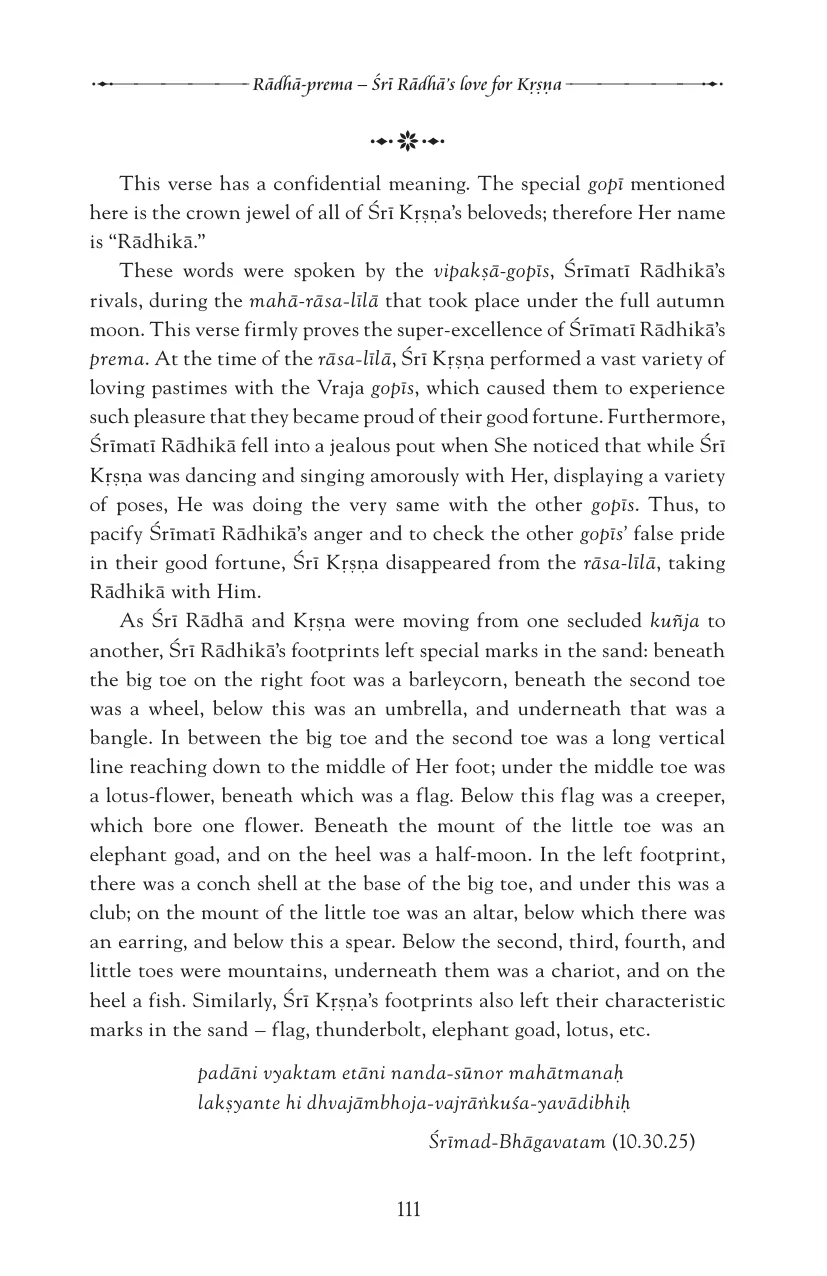 Rādhā-prema – Śrī Rādhā's love for Kṛṣṇa
This verse has a confidential meaning. The special gopī mentioned
here is the crown jewel of all of Śrī Kṛṣṇa's beloveds; therefore Her name
is “Rādhikā.”
These words were spoken by the vipakṣā-gopīs, Śrīmatī Rādhikā's
rivals, during the mahā-rāsa-līlā that took place under the full autumn
moon. This verse firmly proves the super-excellence of Śrīmatī Rādhikā's
prema. At the time of the rāsa-līlā, Śrī Kṛṣṇa performed a vast variety of
loving pastimes with the Vraja gopīs, which caused them to experience
such pleasure that they became proud of their good fortune. Furthermore,
Śrīmatī Rādhikā fell into a jealous pout when She noticed that while Śrī
Kṛṣṇa was dancing and singing amorously with Her, displaying a variety
of poses, He was doing the very same with the other gopīs. Thus, to
pacify Śrīmatī Rādhikā's anger and to check the other gopīs’ false pride
in their good fortune, Śrī Kṛṣṇa disappeared from the rāsa-līlā, taking
Rādhikā with Him.
As Śrī Rādhā and Kṛṣṇa were moving from one secluded kuñja to
another, Śrī Rādhikā's footprints left special marks in the sand: beneath
the big toe on the right foot was a barleycorn, beneath the second toe
was a wheel, below this was an umbrella, and underneath that was a
bangle. In between the big toe and the second toe was a long vertical
line reaching down to the middle of Her foot; under the middle toe was
a lotus-flower, beneath which was a flag. Below this flag was a creeper,
which bore one flower. Beneath the mount of the little toe was an
elephant goad, and on the heel was a half-moon. In the left footprint,
there was a conch shell at the base of the big toe, and under this was a
club; on the mount of the little toe was an altar, below which there was
an earring, and below this a spear. Below the second, third, fourth, and
little toes were mountains, underneath them was a chariot, and on the
heel a fish. Similarly, Śrī Kṛṣṇa's footprints also left their characteristic
marks in the sand – flag, thunderbolt, elephant goad, lotus, etc.
padāni vyaktam etāni nanda-sūnor mahātmanaḥ
lakṣyante hi dhvajāmbhoja-vajrāṅkuśa-yavādibhiḥ
Śrīmad-Bhāgavatam (10.30.25)
111